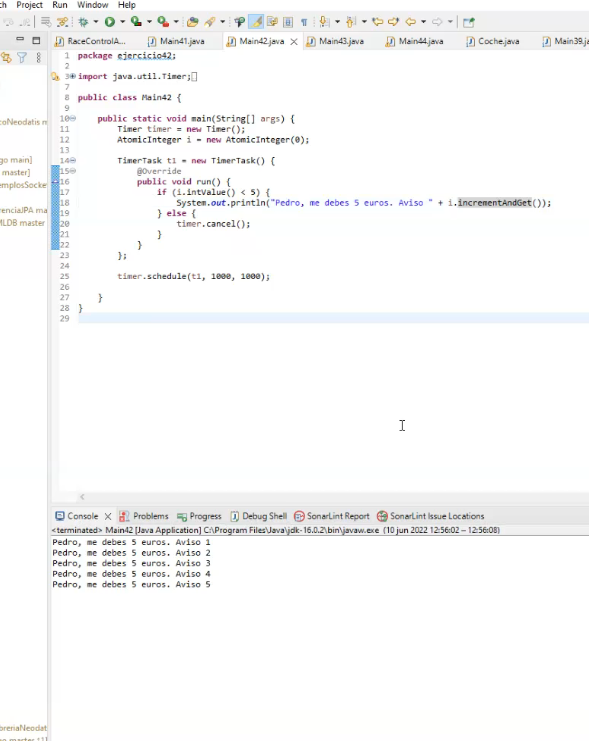 ch Project Run Window Help
RaceControlA... Main41.java Main42.java Main43.java Main44.java Coche.java Main39.j
1 package ejercicio42;
2
3 import java.util.Timer;
7
8 public class Main42 {
9
10 public static void main(String[] args) {
11 Timer timer = new Timer();
12 AtomicInteger i = new AtomicInteger(0);
13
14 TimerTask t1 = new TimerTask() {
15 @Override
16 public void run() {
17 if (i.intValue() < 5) {
18 System.out.println("Pedro, me debes 5 euros. Aviso " + i.incrementAndGet());
19 } else {
20 timer.cancel();
21 }
22 }
23 };
24
25 timer.schedule(t1, 1000, 1000);
26
27 }
28 }
29
coNeodatis m
go main]
master]
emplosSocke
renciaJPA ma
MLDB master
breriaNeodat
Console Problems Progress Debug Shell SonarLint Report SonarLint Issue Locations
<terminated> Main42 [Java Application] C:\Program Files\Java\jdk-16.0.2\bin\javaw.exe (10 jun 2022 12:56:02 – 12:56:08)
Pedro, me debes 5 euros. Aviso 1
Pedro, me debes 5 euros. Aviso 2
Pedro, me debes 5 euros. Aviso 3
Pedro, me debes 5 euros. Aviso 4
Pedro, me debes 5 euros. Aviso 5